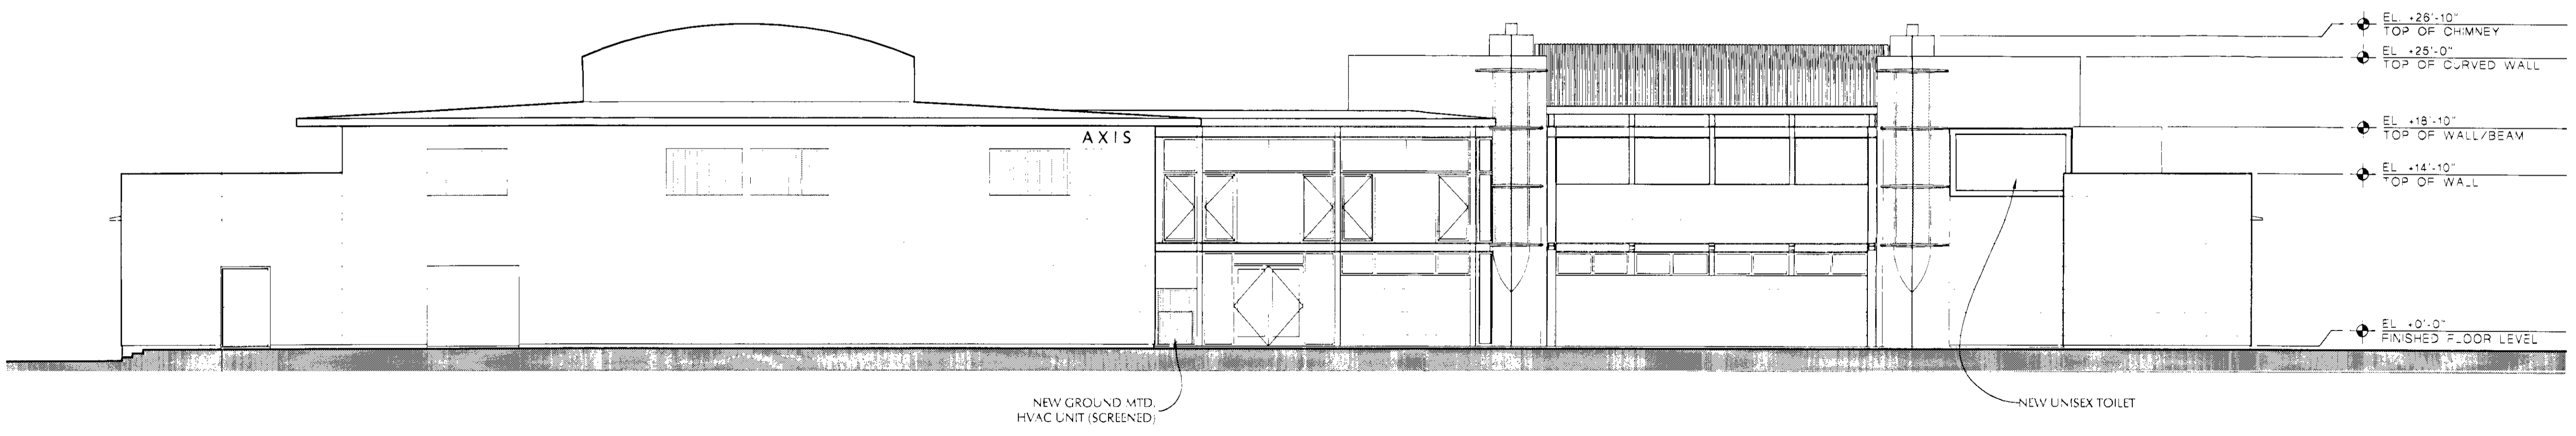 EL. +26'-10"
TOP OF CHIMNEY
EL +25'-0"
TOP OF CURVED WALL
AXIS
EL +18'-10"
TOP OF WALL/BEAM
EL +14'-10"
TOP OF WALL
EL +0'-0"
FINISHED FLOOR LEVEL
NEW GROUND MTD.
HVAC UNIT (SCREENED)
NEW UNISEX TOILET